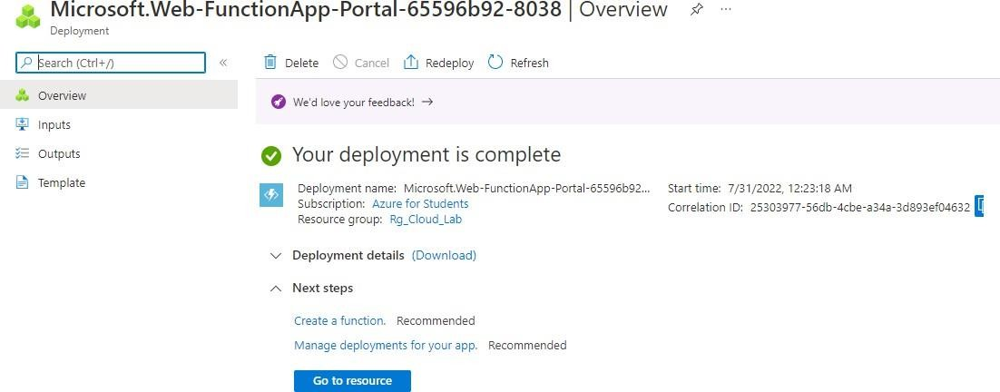 Microsoft.Web-FunctionApp-Portal-65596b92-8038 | Overview
Deployment
Search (Ctrl+/)
Overview
Inputs
Outputs
Template
Delete Cancel Redeploy Refresh
We'd love your feedback!
Your deployment is complete
Deployment name: Microsoft.Web-FunctionApp-Portal-65596b92... Start time: 7/31/2022, 12:23:18 AM
Subscription: Azure for Students Correlation ID: 25303977-56db-4cbe-a34a-3d893ef04632
Resource group: Rg_Cloud_Lab
Deployment details (Download)
Next steps
Create a function. Recommended
Manage deployments for your app. Recommended
Go to resource